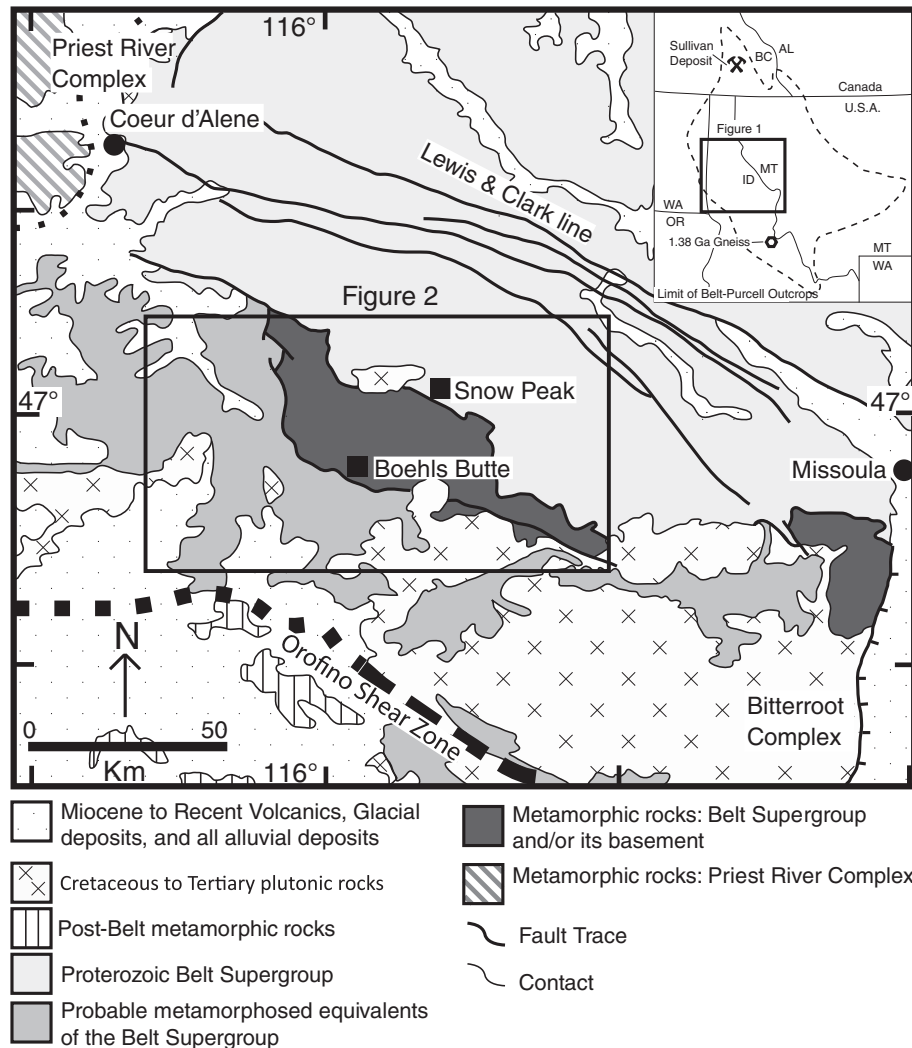 116°
Priest River
Complex
Coeur d'Alene
Lewis & Clark line
Sullivan
Deposit
BC
AL
Canada
U.S.A.
Figure 1
MT
ID
WA
OR
1.38 Ga Gneiss
MT
WA
Limit of Belt-Purcell Outcrops
Figure 2
47°
Snow Peak
47°
Boehls Butte
Missoula
N
Orofino Shear Zone
Bitterroot
Complex
0
50
Km
116°
Miocene to Recent Volcanics, Glacial
deposits, and all alluvial deposits
Cretaceous to Tertiary plutonic rocks
Post-Belt metamorphic rocks
Proterozoic Belt Supergroup
Probable metamorphosed equivalents
of the Belt Supergroup
Metamorphic rocks: Belt Supergroup
and/or its basement
Metamorphic rocks: Priest River Complex
Fault Trace
Contact